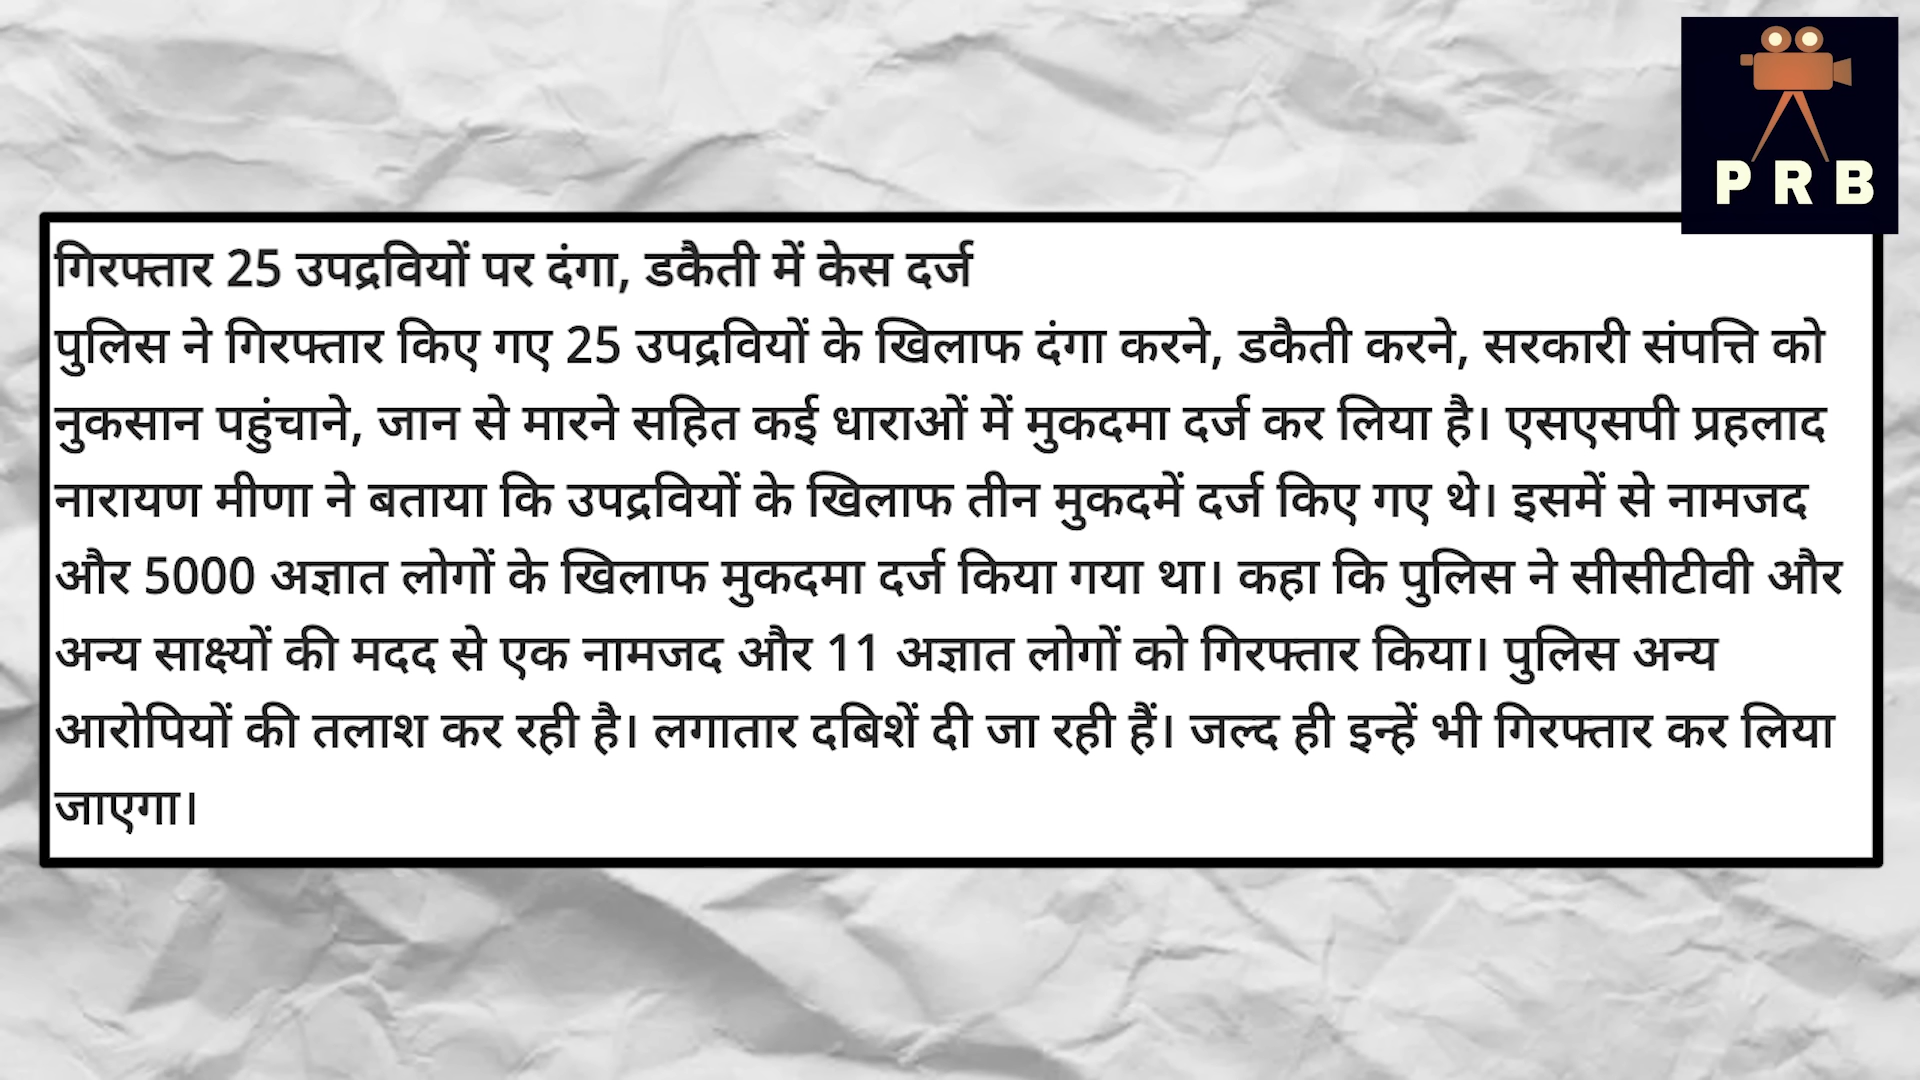 PRB
गिरफ्तार 25 उपद्रवियों पर दंगा, डकैती में केस दर्ज
पुलिस ने गिरफ्तार किए गए 25 उपद्रवियों के खिलाफ दंगा करने, डकैती करने, सरकारी संपत्ति को
नुकसान पहुंचाने, जान से मारने सहित कई धाराओं में मुकदमा दर्ज कर लिया है। एसएसपी प्रहलाद
नारायण मीणा ने बताया कि उपद्रवियों के खिलाफ तीन मुकदमें दर्ज किए गए थे। इसमें से नामजद
और 5000 अज्ञात लोगों के खिलाफ मुकदमा दर्ज किया गया था। कहा कि पुलिस ने सीसीटीवी और
अन्य साक्ष्यों की मदद से एक नामजद और 11 अज्ञात लोगों को गिरफ्तार किया। पुलिस अन्य
आरोपियों की तलाश कर रही है। लगातार दबिशें दी जा रही हैं। जल्द ही इन्हें भी गिरफ्तार कर लिया
जाएगा।